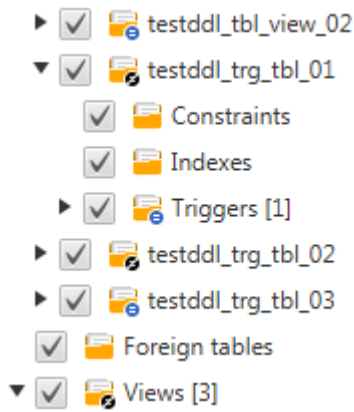 testddl_tbl_view_02
testddl_trg_tbl_01
Constraints
Indexes
Triggers [1]
testddl_trg_tbl_02
testddl_trg_tbl_03
Foreign tables
Views [3]